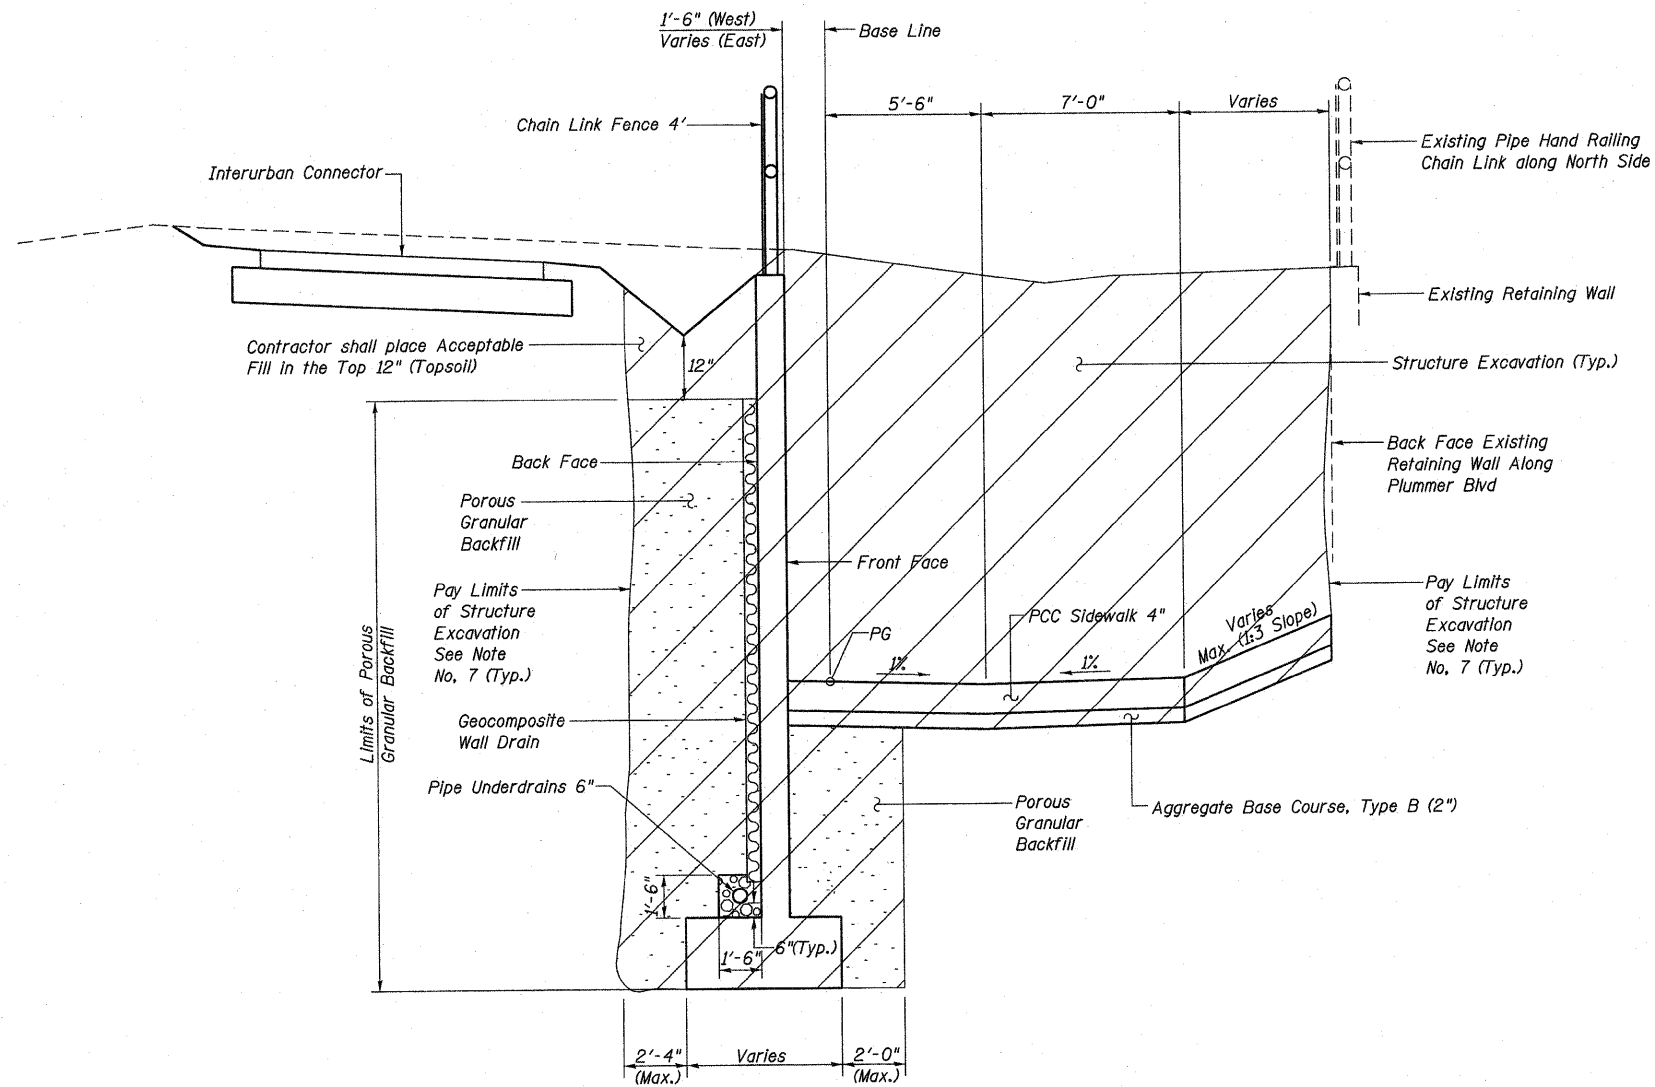 1'-6" (West)
Varies (East)
Base Line
5'-6"
7'-0"
Varies
Chain Link Fence 4'
Existing Pipe Hand Railing
Chain Link along North Side
Interurban Connector
Existing Retaining Wall
Contractor shall place Acceptable
Fill in the Top 12" (Topsoil)
12"
Structure Excavation (Typ.)
Back Face
Back Face Existing
Retaining Wall Along
Plummer Blvd
Porous
Granular
Backfill
Front Face
Pay Limits
of Structure
Excavation
See Note
No. 7 (Typ.)
PCC Sidewalk 4"
Varies
Max. (1:3 Slope)
Pay Limits
of Structure
Excavation
See Note
No. 7 (Typ.)
PG
1%
1%
Limits of Porous
Granular Backfill
Geocomposite
Wall Drain
Pipe Underdrains 6"
Porous
Granular
Backfill
Aggregate Base Course, Type B (2")
1'-6"
1'-6"
6"(Typ.)
2'-4"
(Max.)
Varies
2'-0"
(Max.)